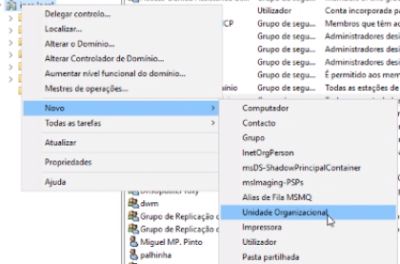 Delegar controlo...
Localizar...
Alterar o Domínio...
Alterar Controlador de Domínio...
Aumentar nível funcional do domínio...
Mestres de operações...
Novo
Todas as tarefas
Atualizar
Propriedades
Ajuda
Computador
Contacto
Grupo
InetOrgPerson
msDS-ShadowPrincipalContainer
msImaging-PSPs
Alias de Fila MSMQ
Unidade Organizacional
Impressora
Utilizador
Pasta partilhada
Utilizador
Grupo de segu...
Grupo de segu...
Grupo de segu...
Grupo de segu...
Grupo de segu...
Grupo de segu...
Conta incorporada pa
Membros que têm ac
Administradores desi
Administradores desi
É permitido aos mem
Todas as estações de
dwm
Grupo de Replicação c
Grupo de Replicação d
Miguel MP. Pinto
palhinha